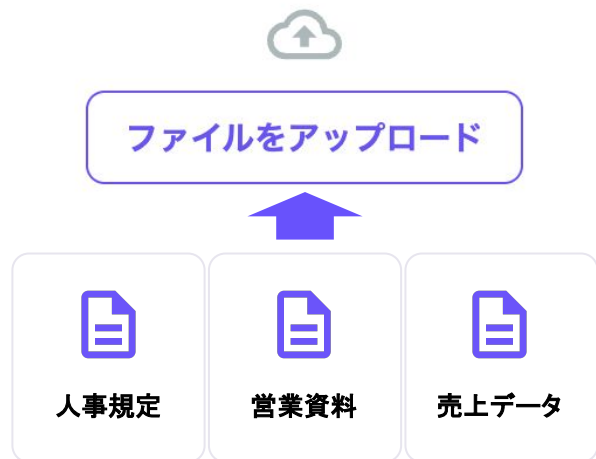 ファイルをアップロード
人事規定
営業資料
売上データ